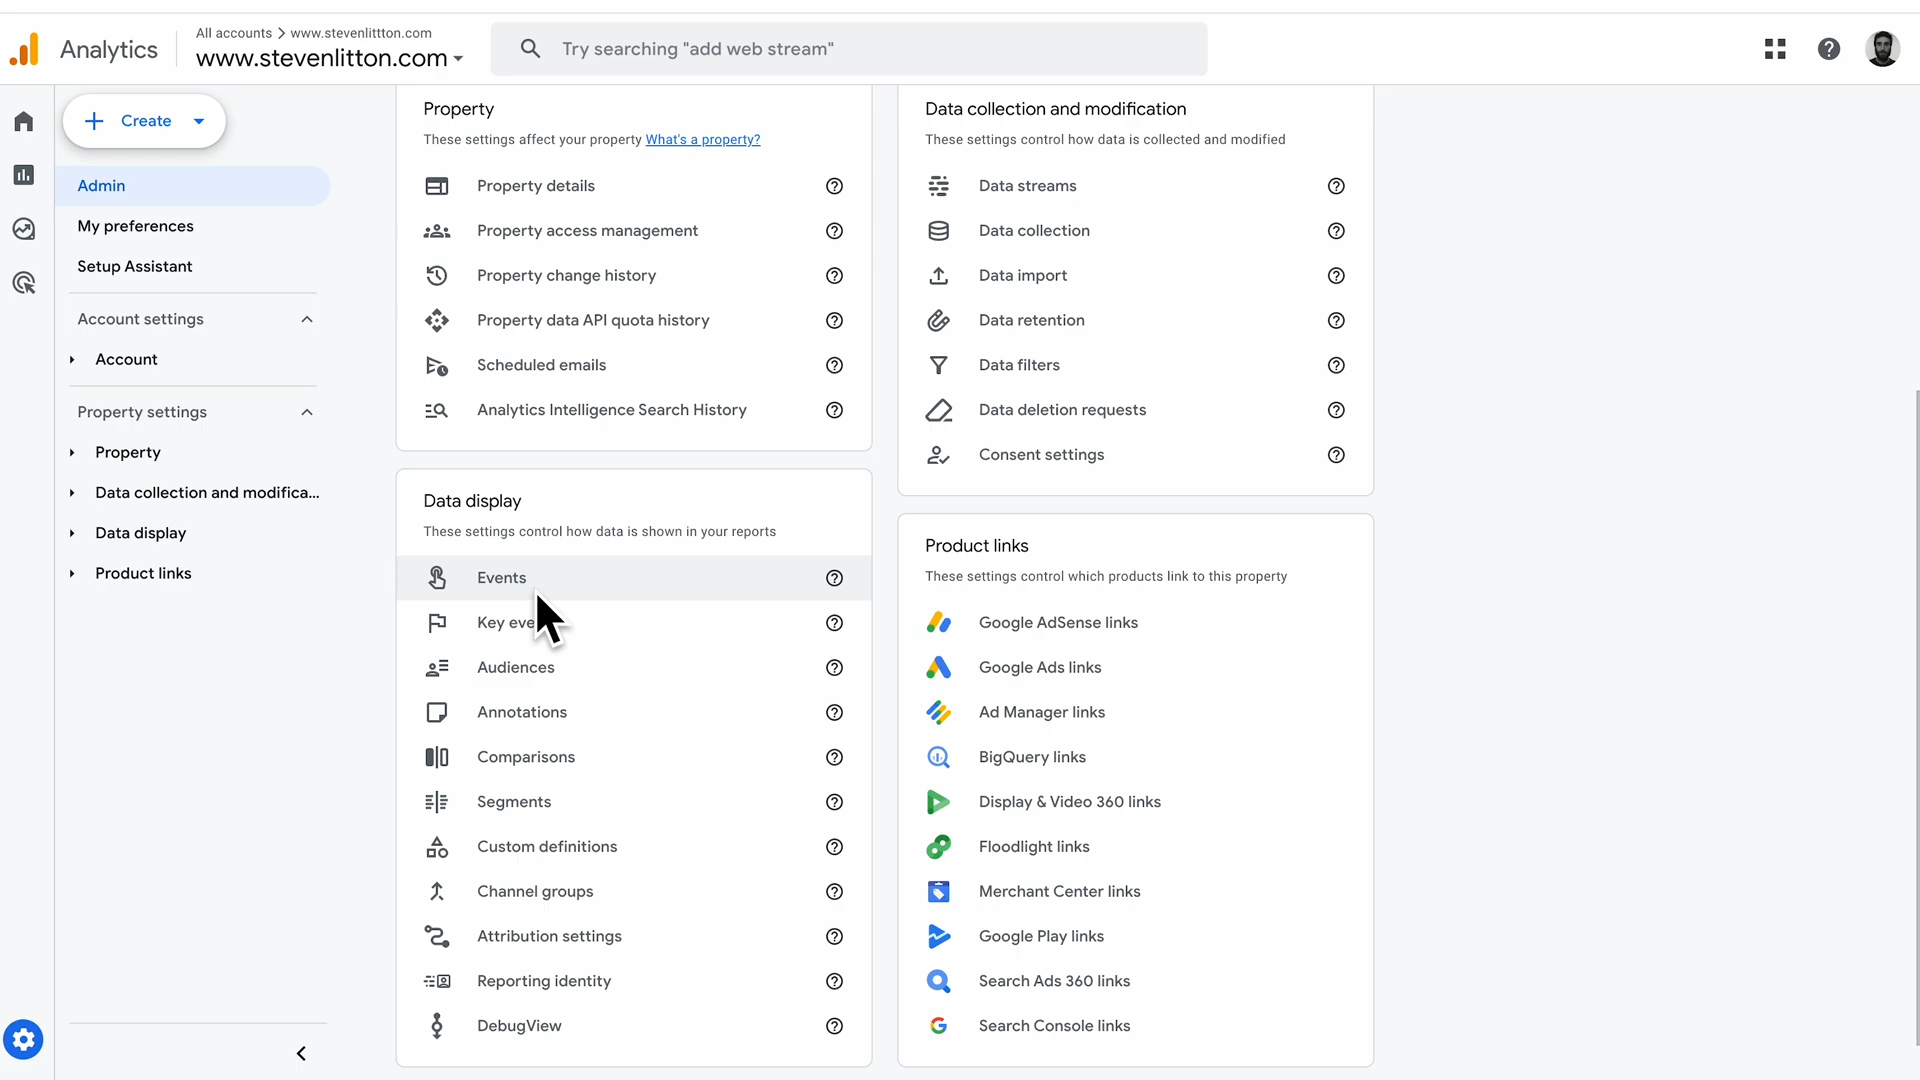 Analytics
All accounts > www.stevenlittton.com
www.stevenlitton.com
Try searching "add web stream"
Create
Admin
My preferences
Setup Assistant
Account settings
Account
Property settings
Property
Data collection and modifica...
Data display
Product links
Property
These settings affect your property What's a property?
Property details
Property access management
Property change history
Property data API quota history
Scheduled emails
Analytics Intelligence Search History
Data display
These settings control how data is shown in your reports
Events
Key eve
Audiences
Annotations
Comparisons
Segments
Custom definitions
Channel groups
Attribution settings
Reporting identity
DebugView
Data collection and modification
These settings control how data is collected and modified
Data streams
Data collection
Data import
Data retention
Data filters
Data deletion requests
Consent settings
Product links
These settings control which products link to this property
Google AdSense links
Google Ads links
Ad Manager links
BigQuery links
Display & Video 360 links
Floodlight links
Merchant Center links
Google Play links
Search Ads 360 links
Search Console links